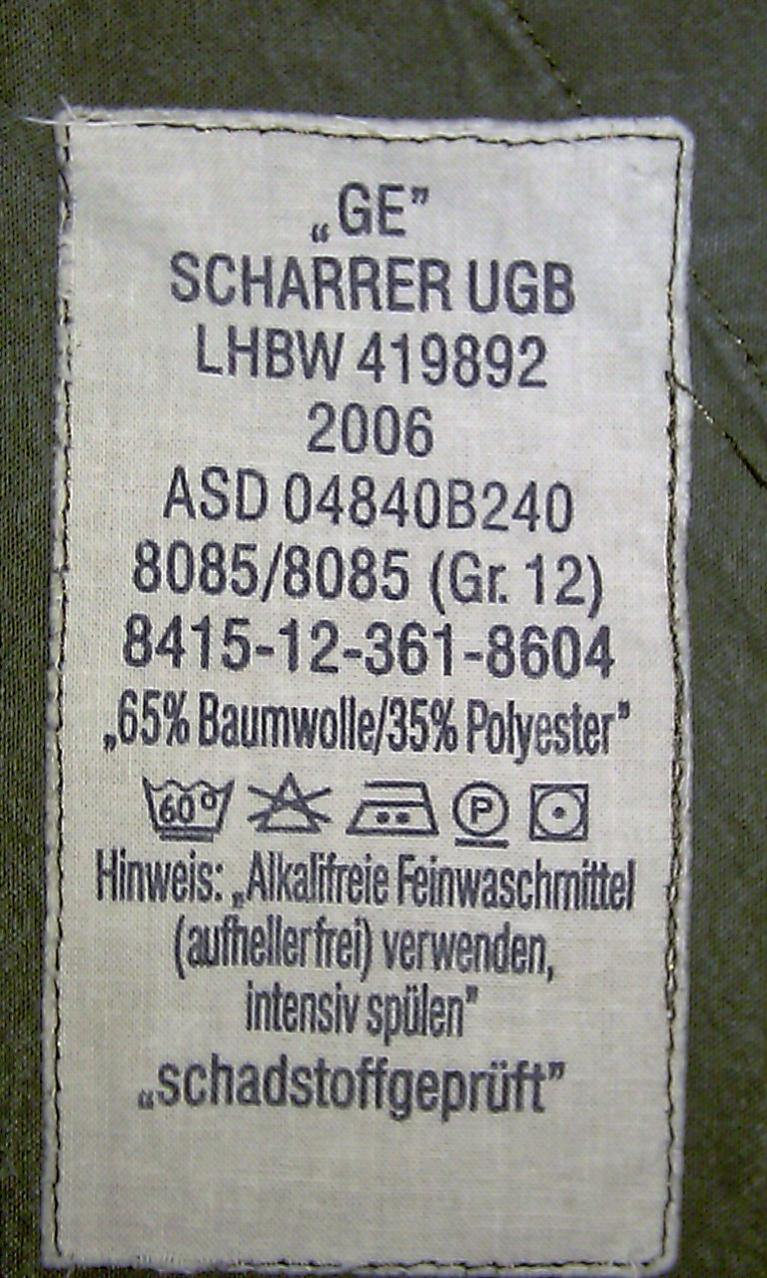 „GE”
SCHARRER UGB
LHBW 419892
2006
ASD 04840B240
8085/8085 (Gr. 12)
8415-12-361-8604
„65% Baumwolle/35% Polyester”
60° P
Hinweis: „Alkalifreie Feinwaschmittel
(aufhellerfrei) verwenden,
intensiv spülen”
„schadstoffgeprüft”